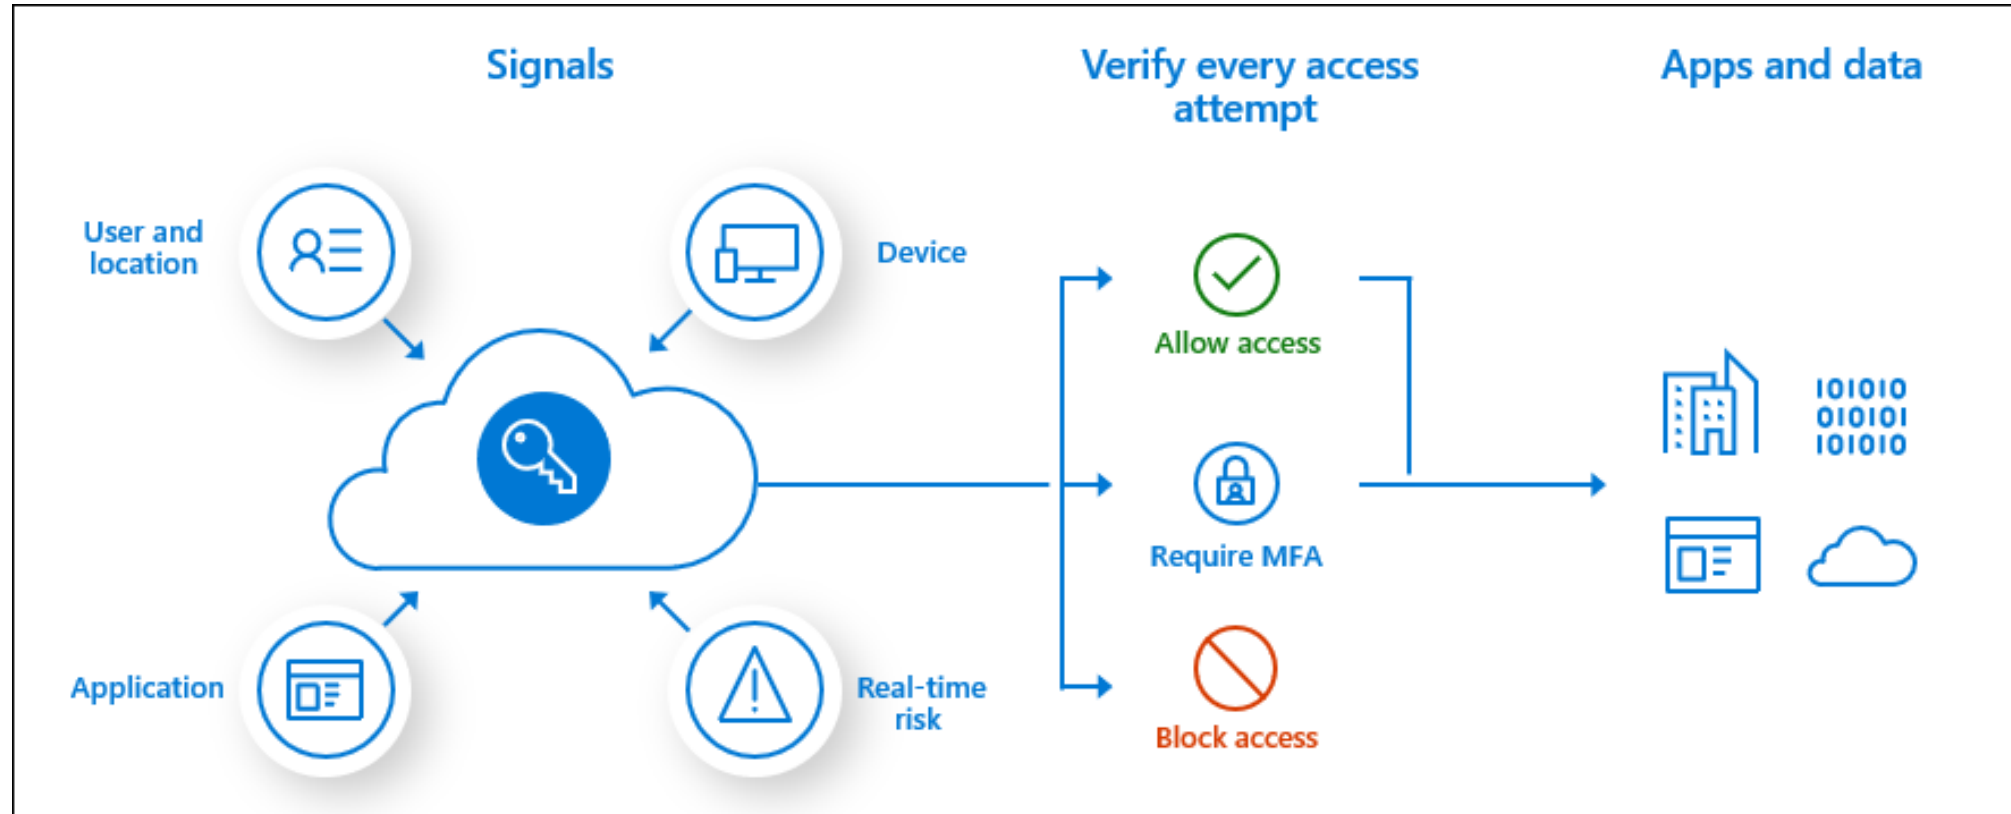 Signals
Verify every access
attempt
Apps and data
User and
location
Device
Allow access
101010
010101
101010
Require MFA
Application
Real-time
risk
Block access